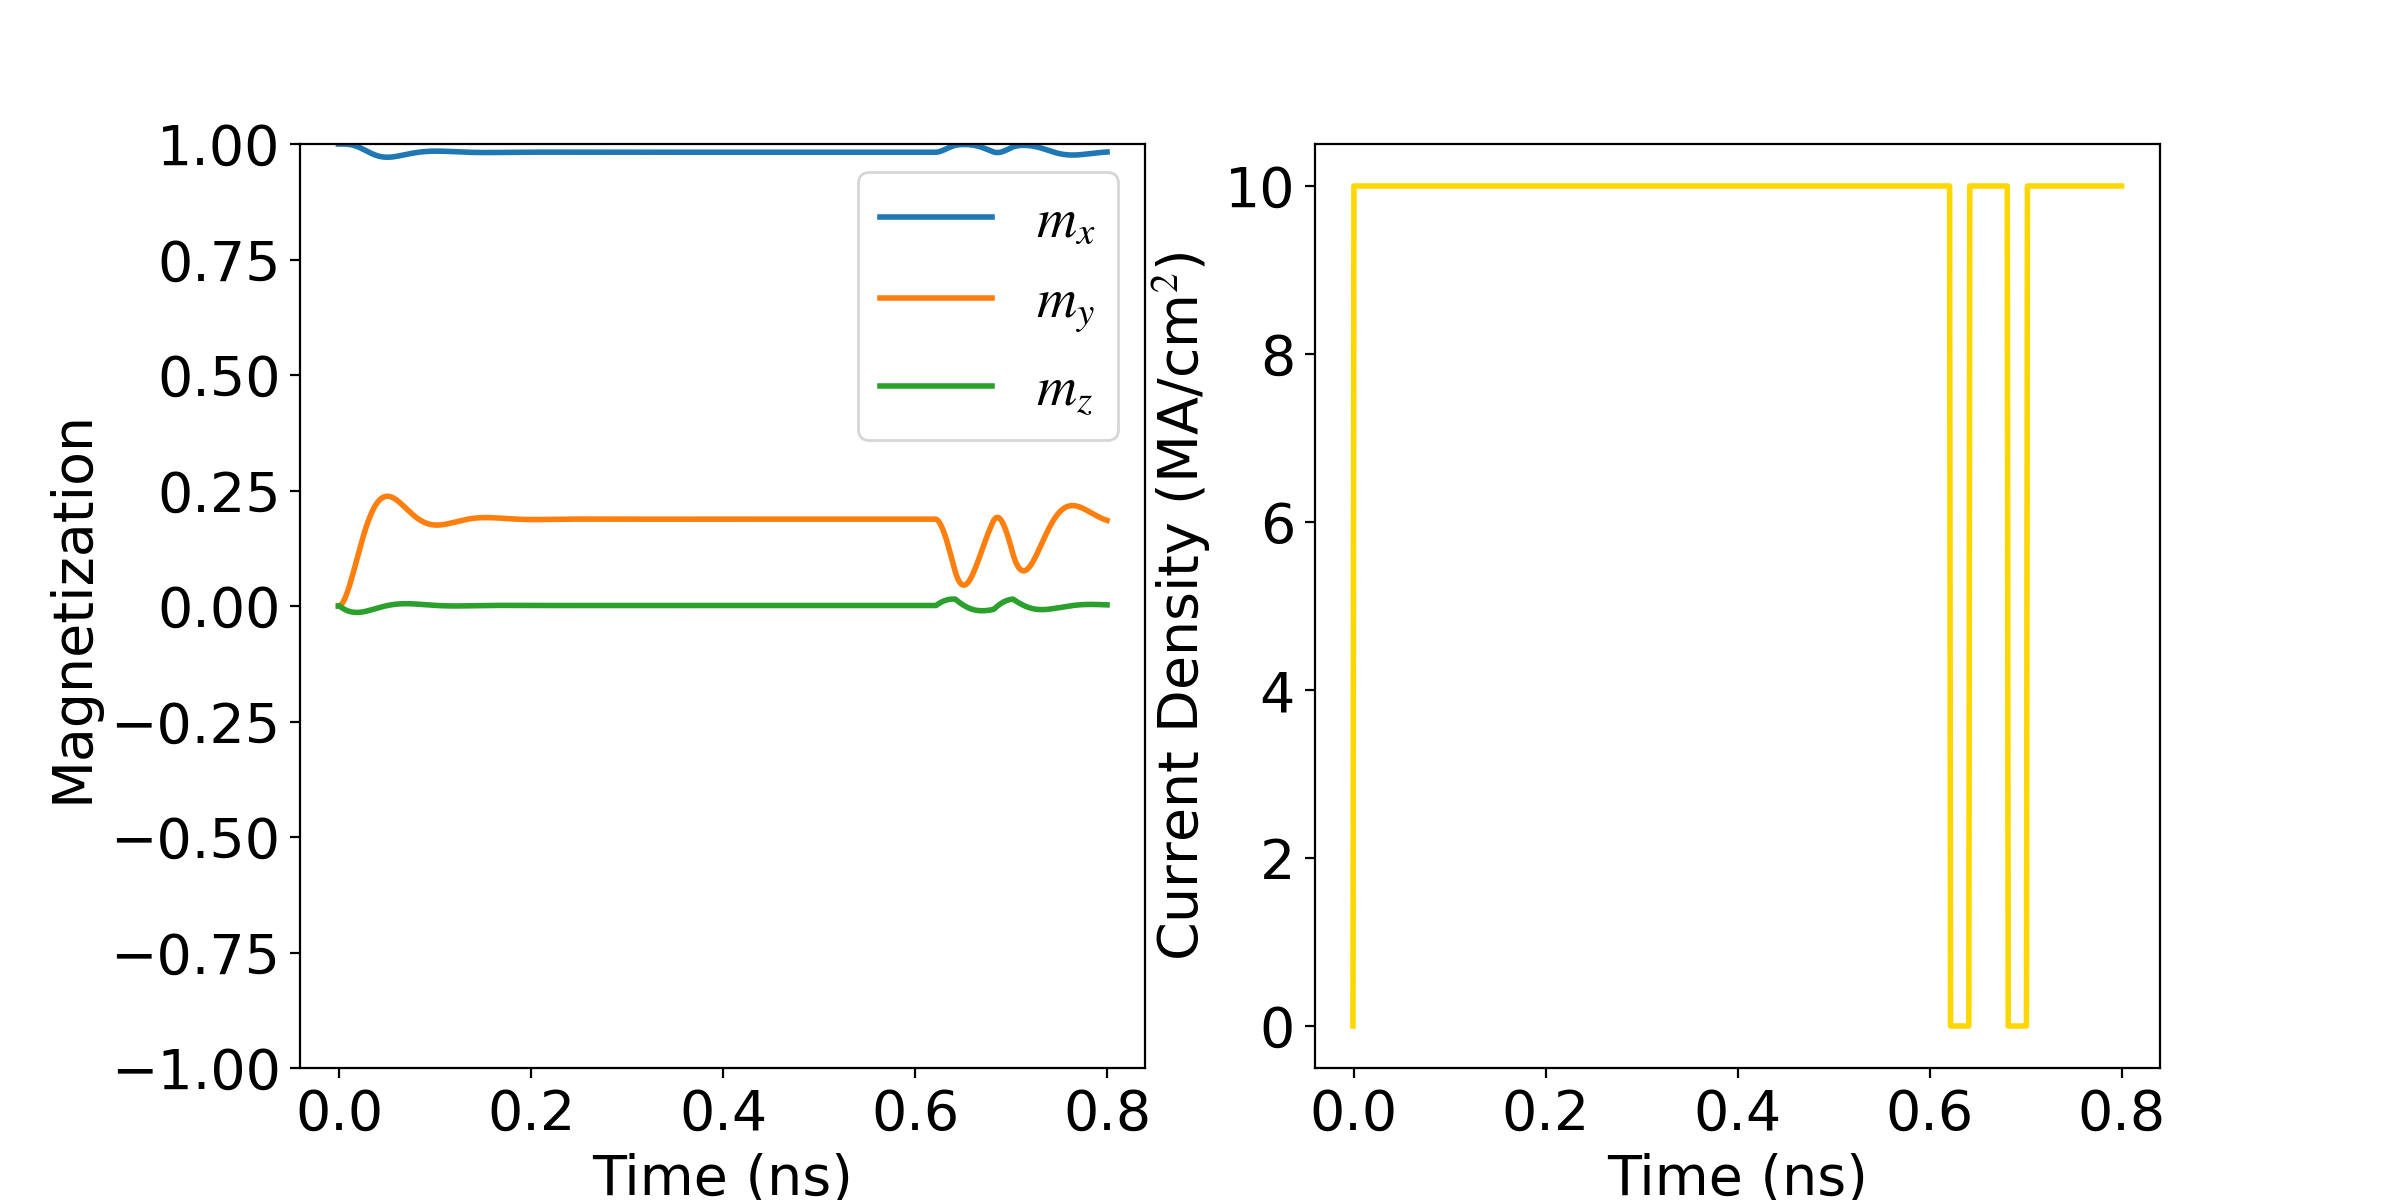 1.00
0.75
0.50
0.25
0.00
−0.25
−0.50
−0.75
−1.00
Magnetization
0.0 0.2 0.4 0.6 0.8
Time (ns)
m_x
m_y
m_z
10
8
6
4
2
0
Current Density (MA/cm²)
0.0 0.2 0.4 0.6 0.8
Time (ns)